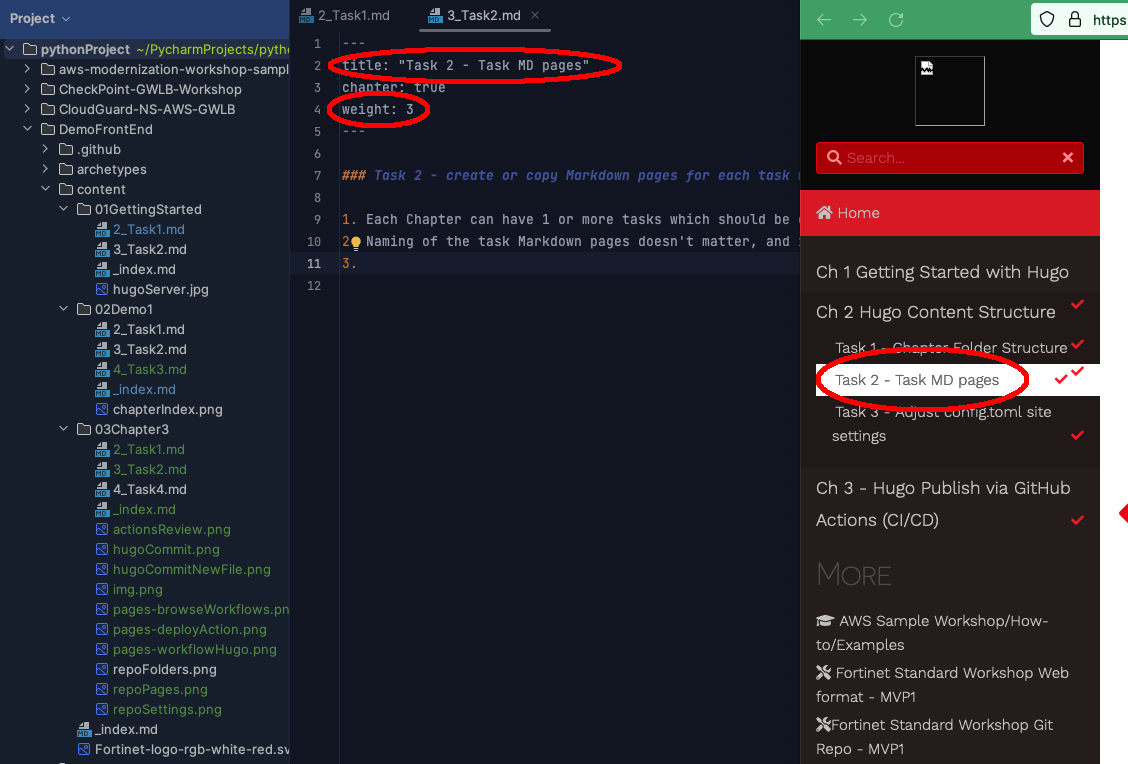 Project
pythonProject ~/PycharmProjects/pytho
aws-modernization-workshop-sampl
CheckPoint-GWLB-Workshop
CloudGuard-NS-AWS-GWLB
DemoFrontEnd
.github
archetypes
content
01GettingStarted
2_Task1.md
3_Task2.md
_index.md
hugoServer.jpg
02Demo1
2_Task1.md
3_Task2.md
4_Task3.md
_index.md
chapterIndex.png
03Chapter3
2_Task1.md
3_Task2.md
4_Task4.md
_index.md
actionsReview.png
hugoCommit.png
hugoCommitNewFile.png
img.png
pages-browseWorkflows.pn
pages-deployAction.png
pages-workflowHugo.png
repoFolders.png
repoPages.png
repoSettings.png
_index.md
Fortinet-logo-rgb-white-red.sv
2_Task1.md
3_Task2.md
1 ---
2 title: "Task 2 - Task MD pages"
3 chapter: true
4 weight: 3
5 ---
6
7 ### Task 2 - create or copy Markdown pages for each task
8
9 1. Each Chapter can have 1 or more tasks which should be
10 2. Naming of the task Markdown pages doesn't matter, and
11 3.
12
https:
Search...
Home
Ch 1 Getting Started with Hugo
Ch 2 Hugo Content Structure
Task 1 - Chapter Folder Structure
Task 2 - Task MD pages
Task 3 - Adjust config.toml site
settings
Ch 3 - Hugo Publish via GitHub
Actions (CI/CD)
MORE
AWS Sample Workshop/How-
to/Examples
Fortinet Standard Workshop Web
format - MVP1
Fortinet Standard Workshop Git
Repo - MVP1